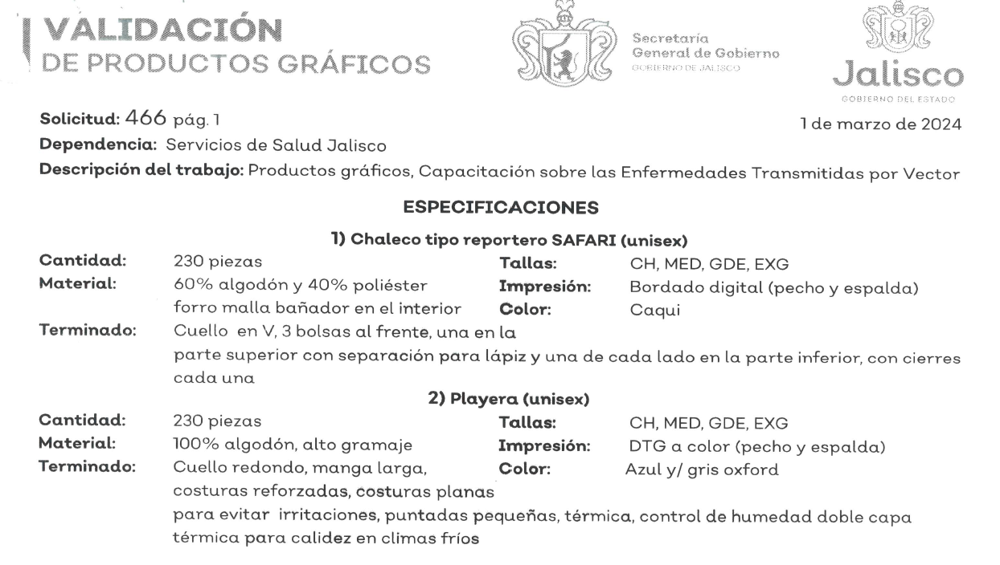 VALIDACIÓN
DE PRODUCTOS GRÁFICOS
Secretaría
General de Gobierno
GOBIERNO DE JALISCO
Jalisco
GOBIERNO DEL ESTADO
Solicitud: 466 pág. 1
1 de marzo de 2024
Dependencia: Servicios de Salud Jalisco
Descripción del trabajo: Productos gráficos, Capacitación sobre las Enfermedades Transmitidas por Vector
ESPECIFICACIONES
1) Chaleco tipo reportero SAFARI (unisex)
Cantidad: 230 piezas Tallas: CH, MED, GDE, EXG
Material: 60% algodón y 40% poliéster Impresión: Bordado digital (pecho y espalda)
forro malla bañador en el interior Color: Caqui
Terminado: Cuello en V, 3 bolsas al frente, una en la
parte superior con separación para lápiz y una de cada lado en la parte inferior, con cierres
cada una
2) Playera (unisex)
Cantidad: 230 piezas Tallas: CH, MED, GDE, EXG
Material: 100% algodón, alto gramaje Impresión: DTG a color (pecho y espalda)
Terminado: Cuello redondo, manga larga, Color: Azul y/ gris oxford
costuras reforzadas, costuras planas
para evitar irritaciones, puntadas pequeñas, térmica, control de humedad doble capa
térmica para calidez en climas fríos